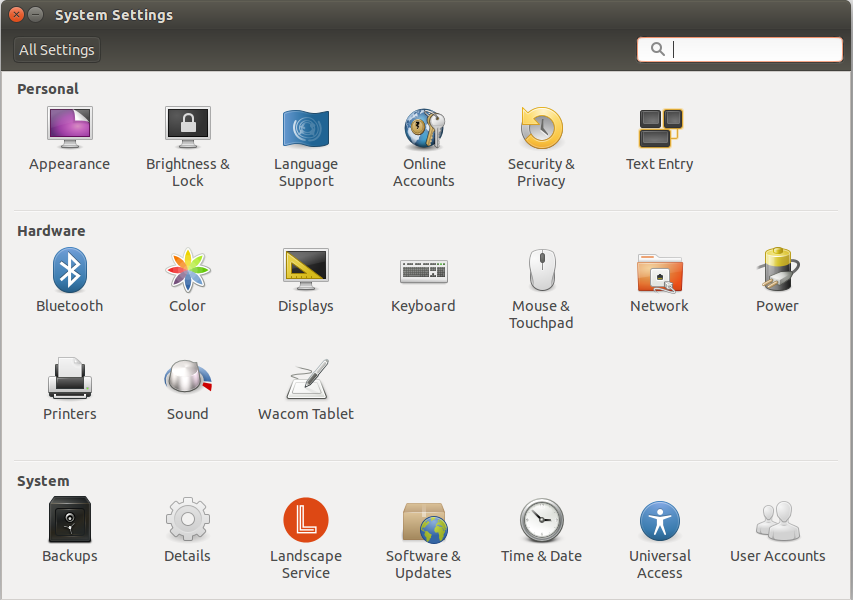 System Settings
All Settings
Personal
Appearance
Brightness &
Lock
Language
Support
Online
Accounts
Security &
Privacy
Text Entry
Hardware
Bluetooth
Color
Displays
Keyboard
Mouse &
Touchpad
Network
Power
Printers
Sound
Wacom Tablet
System
Backups
Details
Landscape
Service
Software &
Updates
Time & Date
Universal
Access
User Accounts